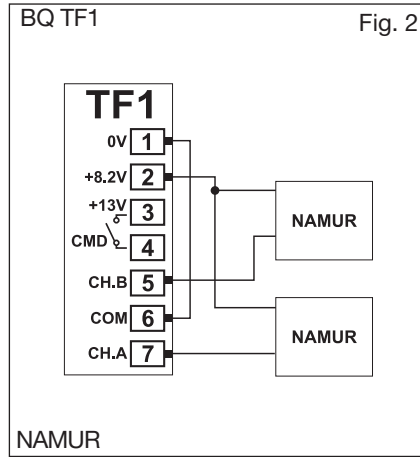 BQ TF1 Fig. 2
TF1
0V 1
+8.2V 2
+13V 3
CMD 4
CH.B 5
COM 6
CH.A 7
NAMUR
NAMUR
NAMUR